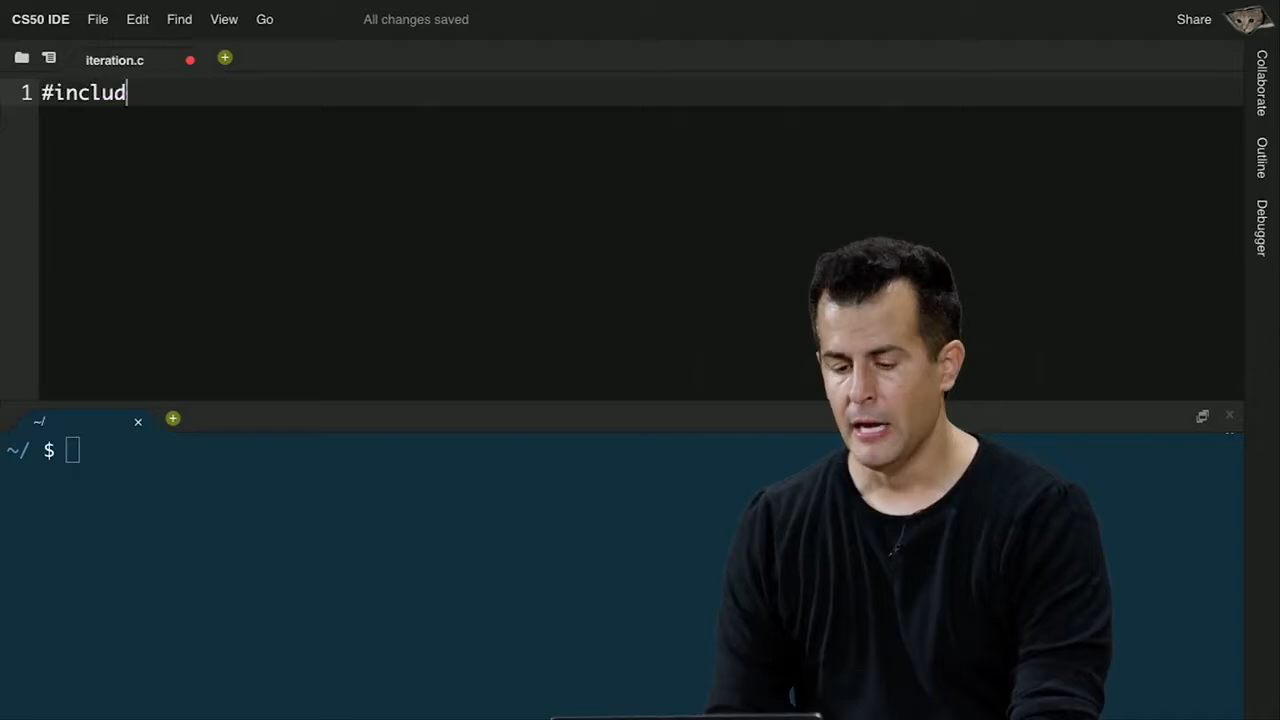 CS50 IDE File Edit Find View Go All changes saved Share
iteration.c
1 #includ
~/
~/ $
Collaborate
Outline
Debugger